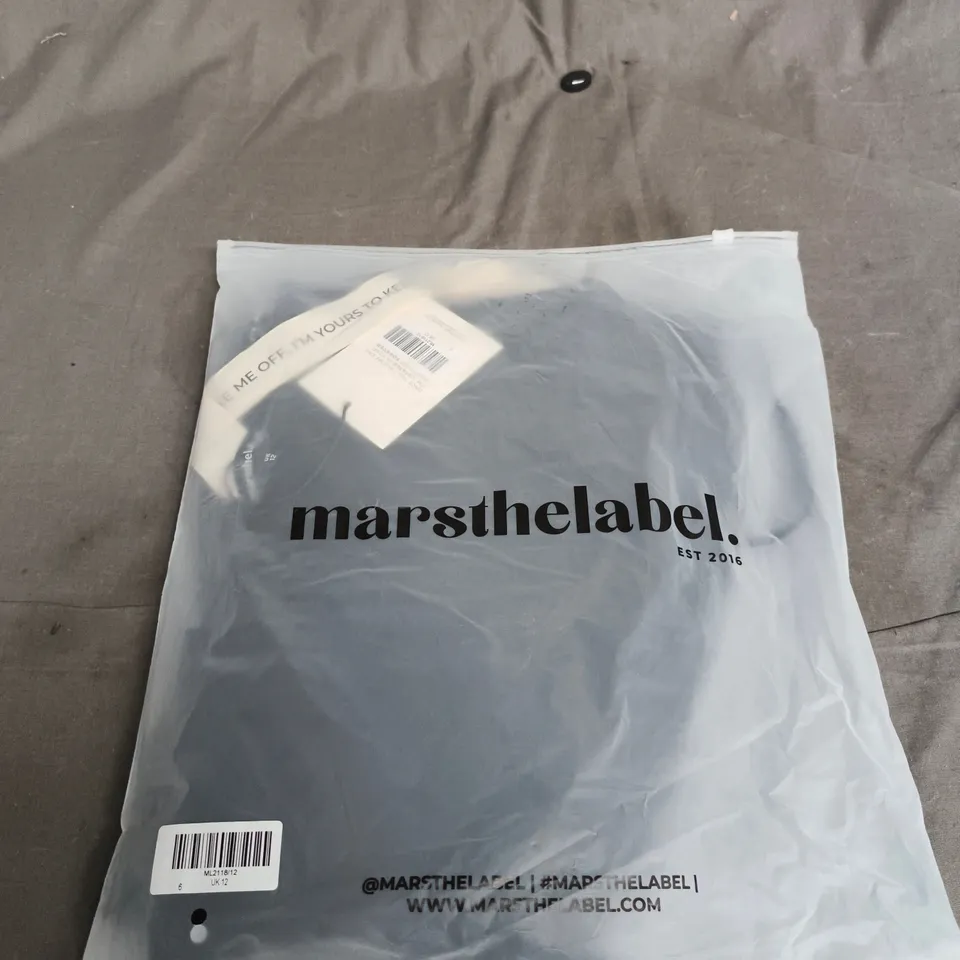 E ME OFF I'M YOURS TO KE
marsthelabel.
EST 2016
ML2118/12
6 UK 12
@MARSTHELABEL | #MARSTHELABEL |
WWW.MARSTHELABEL.COM